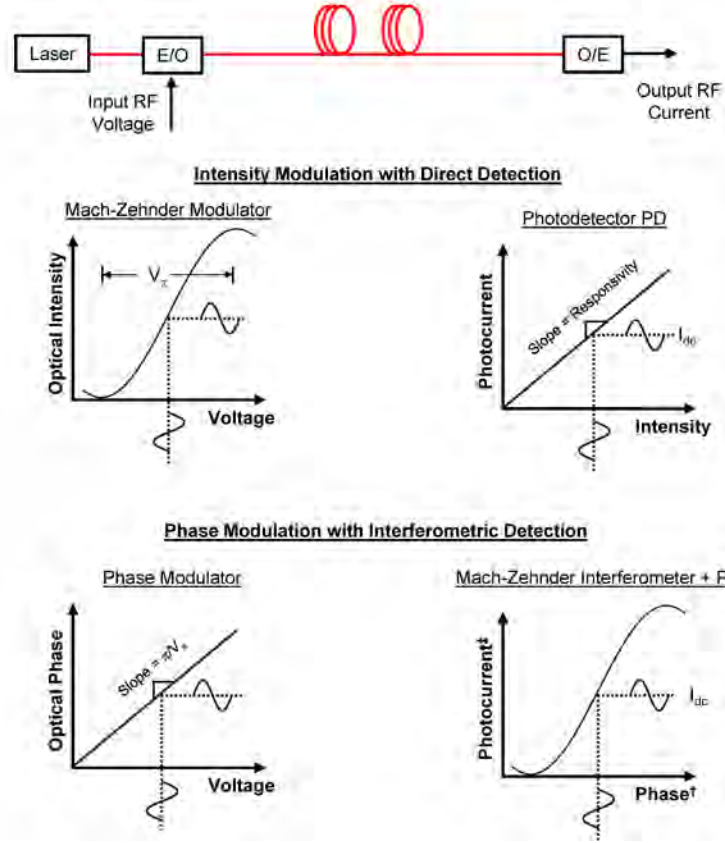 Laser
E/O
O/E
Input RF
Voltage
Output RF
Current
Intensity Modulation with Direct Detection
Mach-Zehnder Modulator
Photodetector PD
Optical Intensity
Vπ
Voltage
Photocurrent
Slope = Responsivity
Idc
Intensity
Phase Modulation with Interferometric Detection
Phase Modulator
Mach-Zehnder Interferometer + P
Optical Phase
Slope = π/Vπ
Voltage
Photocurrent‡
Idc
Phase†